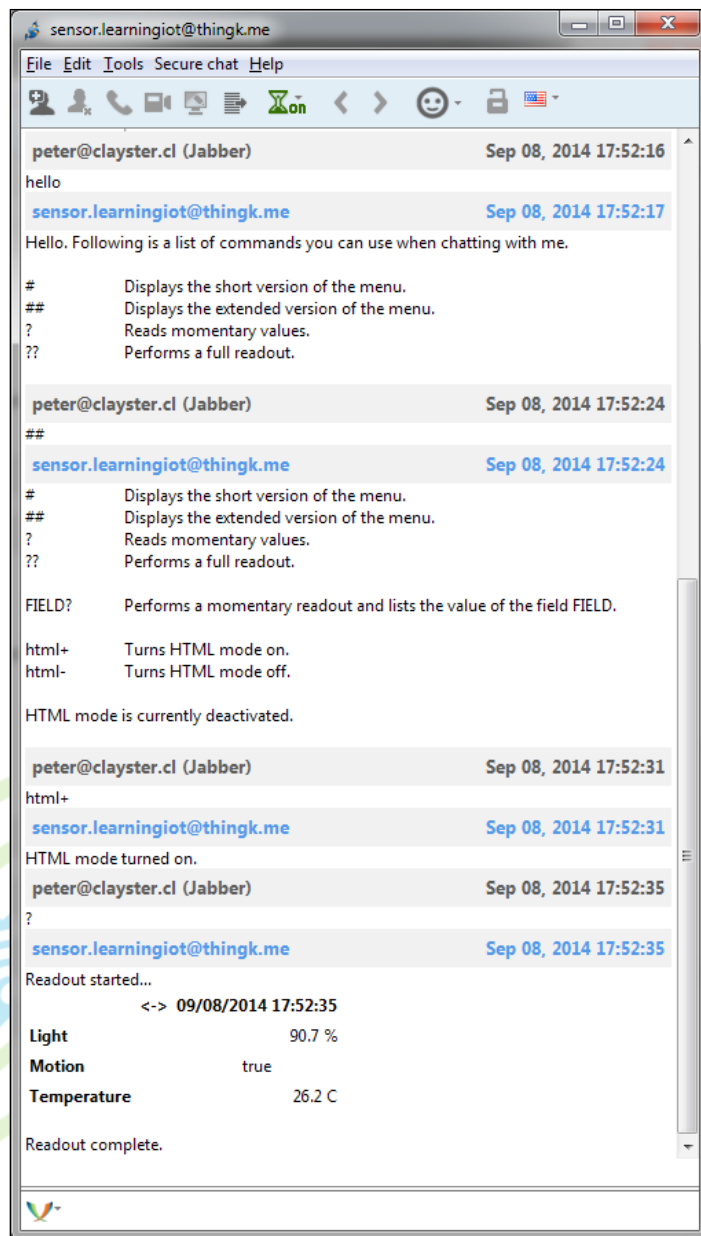 sensor.learningiot@thingk.me
File Edit Tools Secure chat Help
on
peter@clayster.cl (Jabber) Sep 08, 2014 17:52:16
hello
sensor.learningiot@thingk.me Sep 08, 2014 17:52:17
Hello. Following is a list of commands you can use when chatting with me.
# Displays the short version of the menu.
## Displays the extended version of the menu.
? Reads momentary values.
?? Performs a full readout.
peter@clayster.cl (Jabber) Sep 08, 2014 17:52:24
##
sensor.learningiot@thingk.me Sep 08, 2014 17:52:24
# Displays the short version of the menu.
## Displays the extended version of the menu.
? Reads momentary values.
?? Performs a full readout.
FIELD? Performs a momentary readout and lists the value of the field FIELD.
html+ Turns HTML mode on.
html- Turns HTML mode off.
HTML mode is currently deactivated.
peter@clayster.cl (Jabber) Sep 08, 2014 17:52:31
html+
sensor.learningiot@thingk.me Sep 08, 2014 17:52:31
HTML mode turned on.
peter@clayster.cl (Jabber) Sep 08, 2014 17:52:35
?
sensor.learningiot@thingk.me Sep 08, 2014 17:52:35
Readout started...
<-> 09/08/2014 17:52:35
Light 90.7 %
Motion true
Temperature 26.2 C
Readout complete.